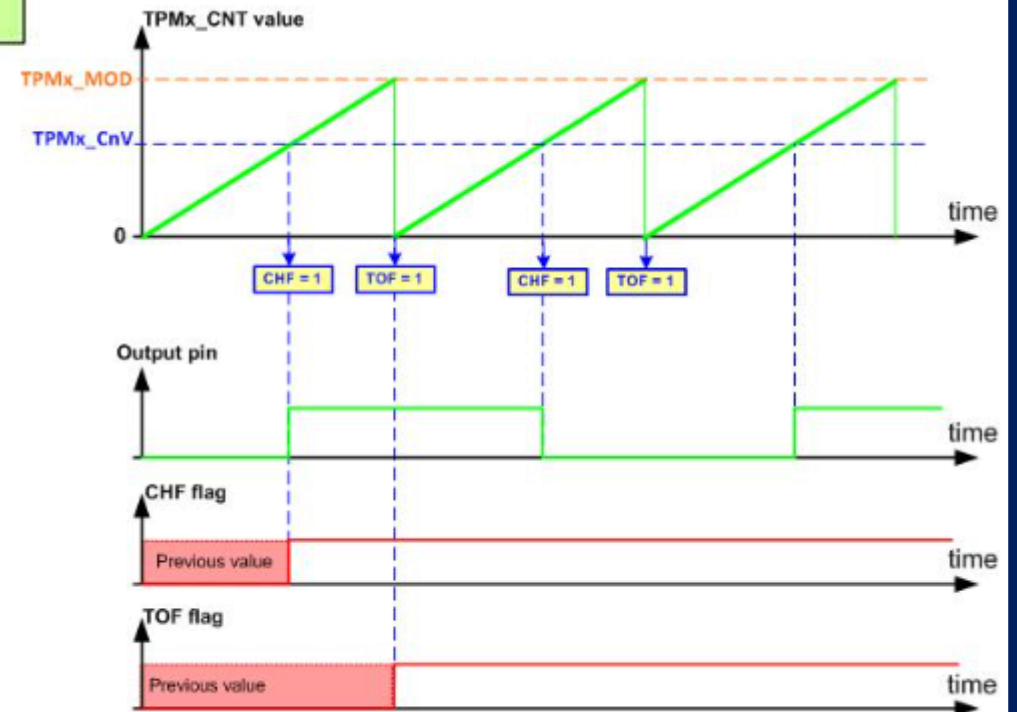 TPMx_CNT value
TPMx_MOD
TPMx_CnV
time
0
CHF = 1
TOF = 1
CHF = 1
TOF = 1
Output pin
time
CHF flag
Previous value
time
TOF flag
Previous value
time